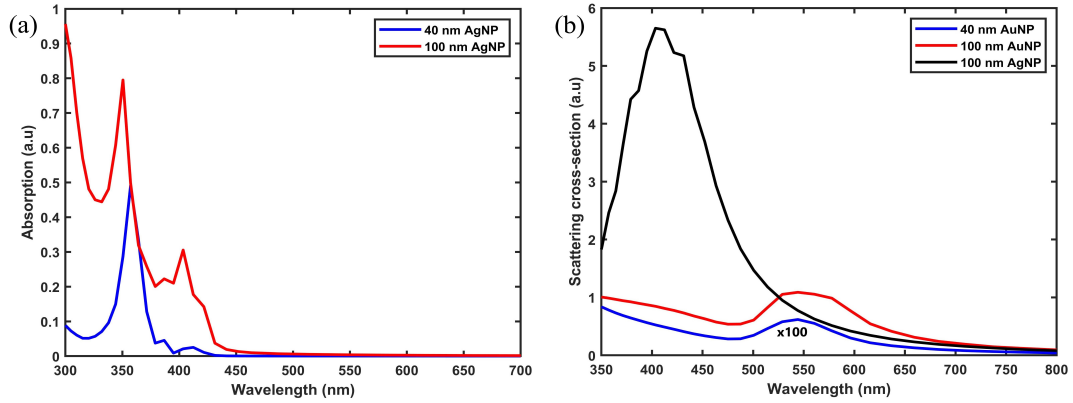 (a)
1
0.9
0.8
0.7
0.6
0.5
0.4
0.3
0.2
0.1
0
Absorption (a.u)
40 nm AgNP
100 nm AgNP
300 350 400 450 500 550 600 650 700
Wavelength (nm)
(b)
6
5
4
3
2
1
0
Scattering cross-section (a.u)
40 nm AuNP
100 nm AuNP
100 nm AgNP
x100
350 400 450 500 550 600 650 700 750 800
Wavelength (nm)